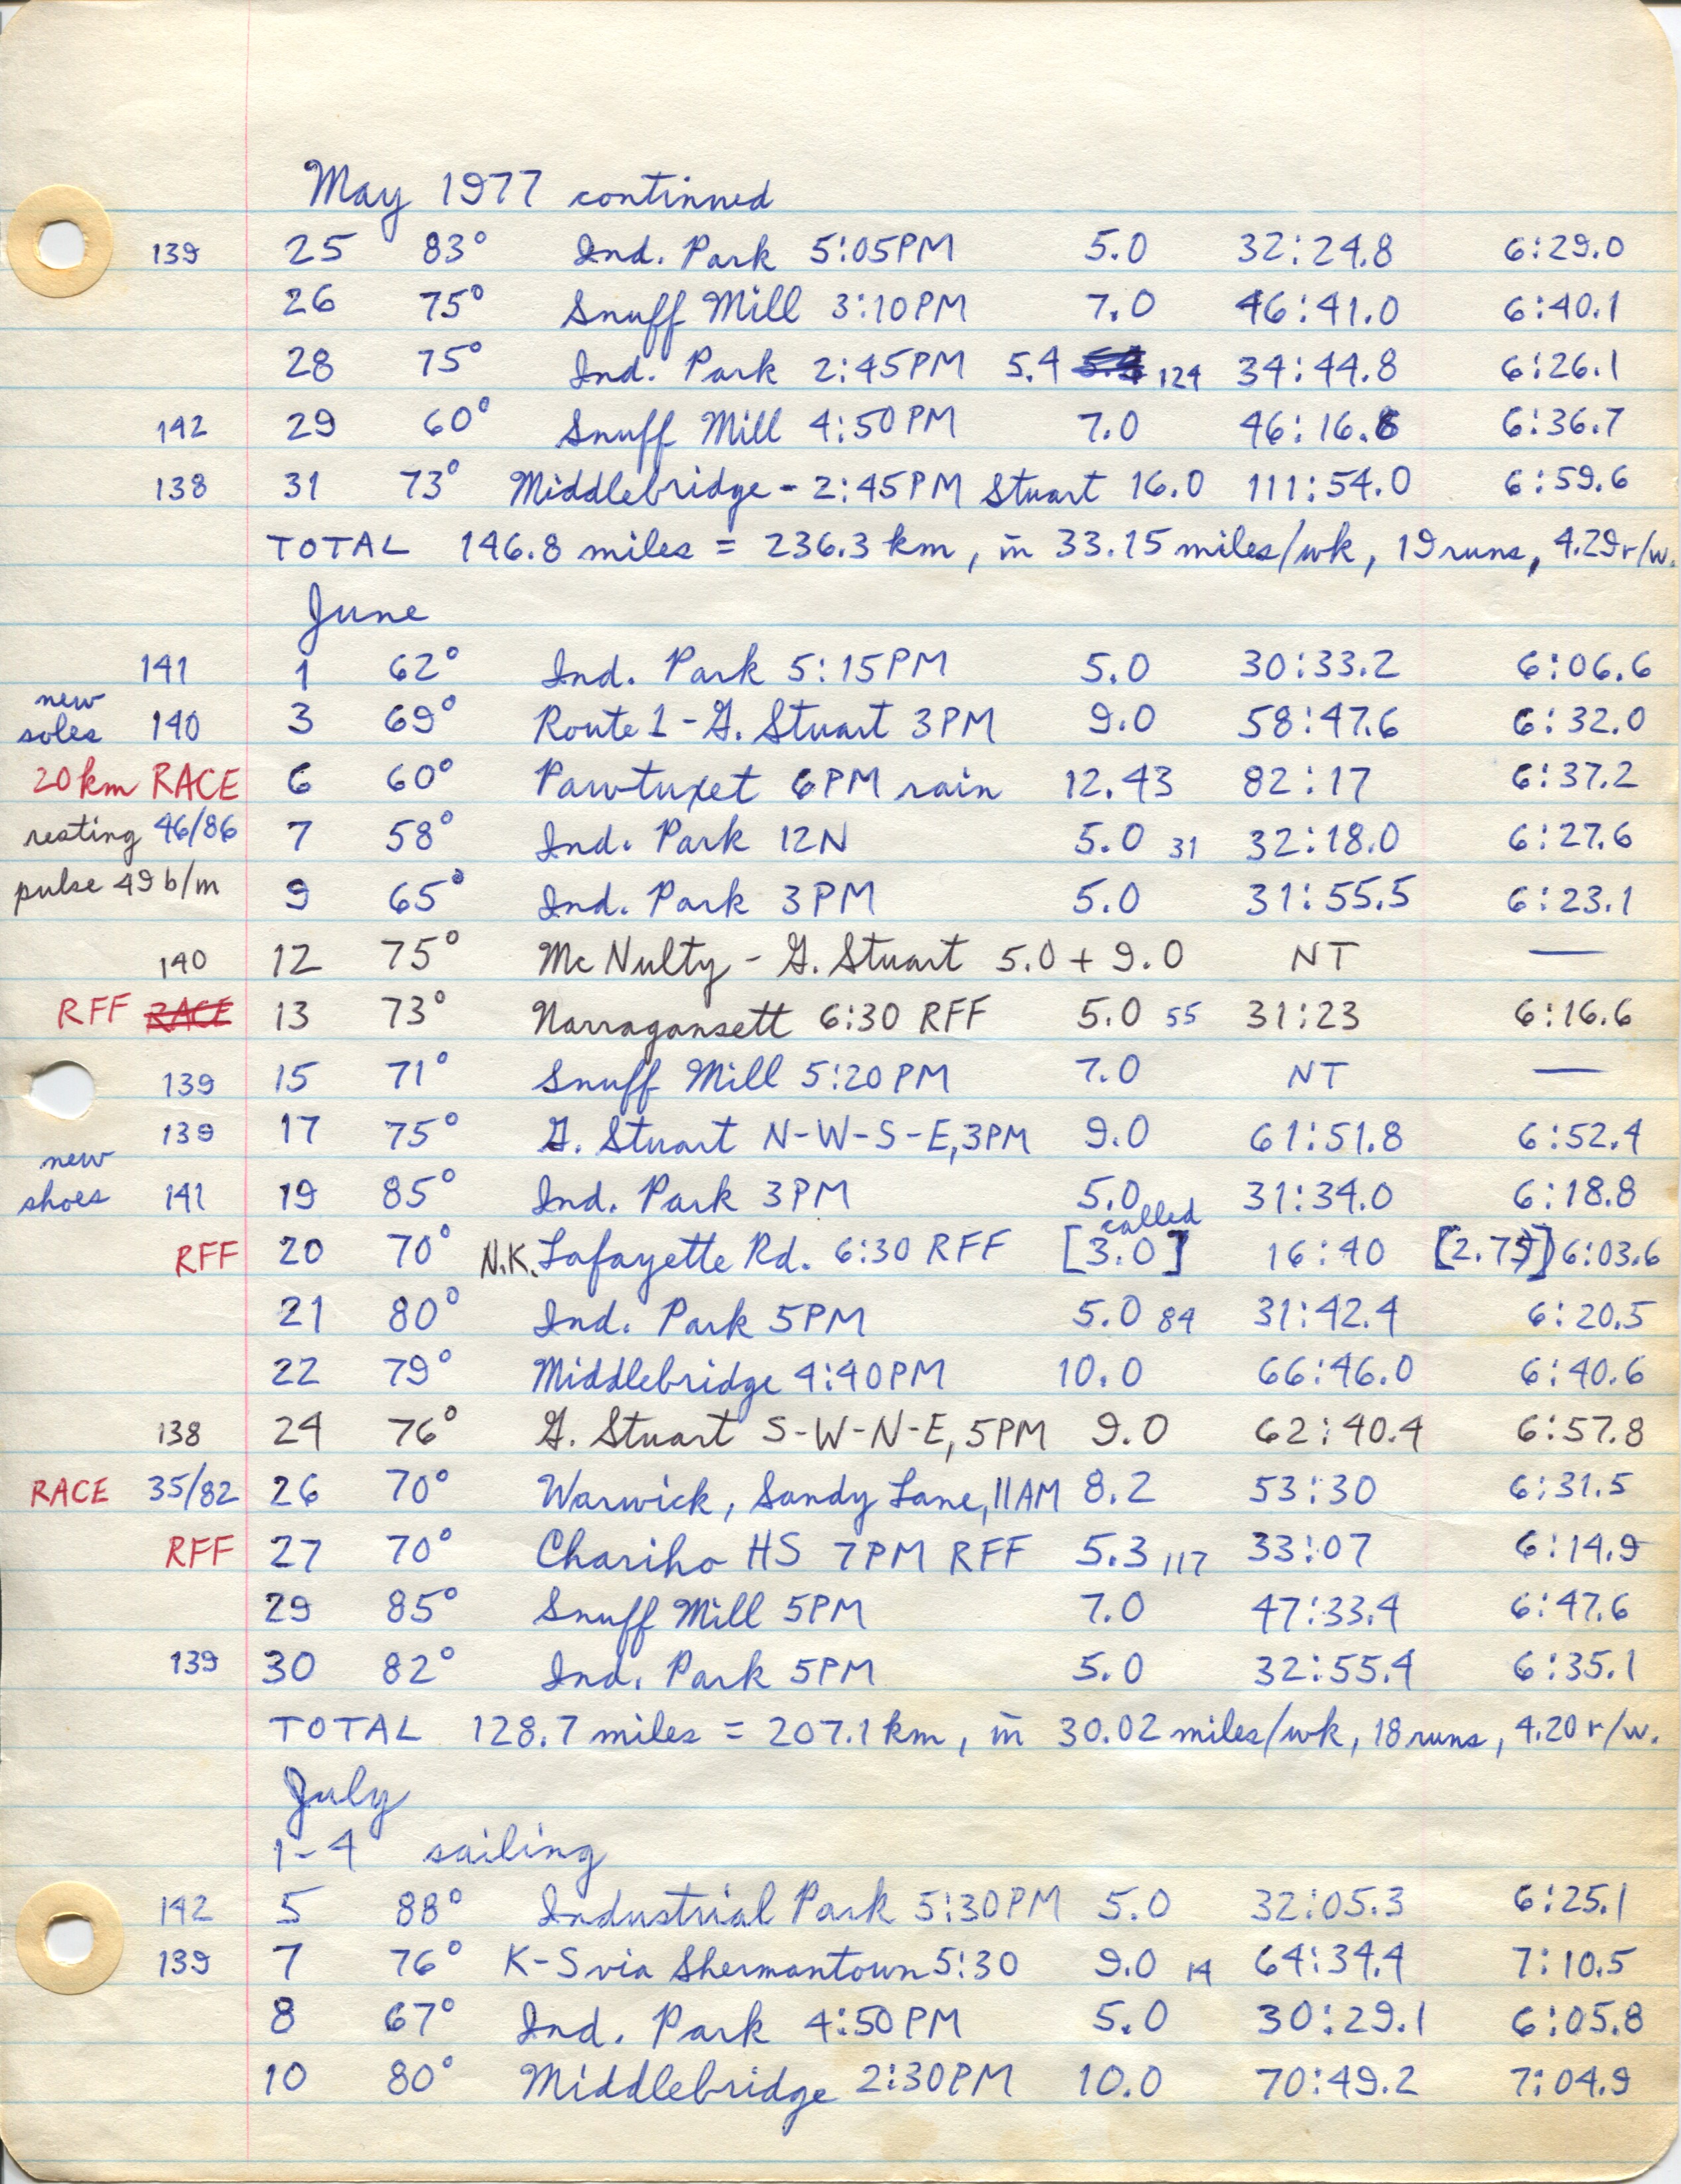 May 1977 continued
139 25 83° Ind. Park 5:05PM 5.0 32:24.8 6:29.0
26 75° Snuff Mill 3:10PM 7.0 46:41.0 6:40.1
28 75° Ind. Park 2:45PM 5.4 124 34:44.8 6:26.1
142 29 60° Snuff Mill 4:50PM 7.0 46:16.8 6:36.7
138 31 73° Middlebridge - 2:45PM Stuart 16.0 111:54.0 6:59.6
TOTAL 146.8 miles = 236.3 km, in 33.15 miles/wk, 19 runs, 4.29 r/w.
June
141 1 62° Ind. Park 5:15PM 5.0 30:33.2 6:06.6
new soles 140 3 69° Route 1 - G. Stuart 3PM 9.0 58:47.6 6:32.0
20 km RACE 6 60° Pawtuxet 6PM rain 12.43 82:17 6:37.2
resting 46/86 7 58° Ind. Park 12N 5.0 31 32:18.0 6:27.6
pulse 49 b/m 9 65° Ind. Park 3PM 5.0 31:55.5 6:23.1
140 12 75° McNulty - G. Stuart 5.0 + 9.0 NT —
RFF RACE 13 73° Narragansett 6:30 RFF 5.0 55 31:23 6:16.6
139 15 71° Snuff Mill 5:20PM 7.0 NT —
139 17 75° G. Stuart N-W-S-E, 3PM 9.0 61:51.8 6:52.4
new shoes 141 19 85° Ind. Park 3PM 5.0 31:34.0 6:18.8
called
RFF 20 70° N.K. Lafayette Rd. 6:30 RFF [3.0] 16:40 [2.75] 6:03.6
21 80° Ind. Park 5PM 5.0 84 31:42.4 6:20.5
22 79° Middlebridge 4:40PM 10.0 66:46.0 6:40.6
138 24 76° G. Stuart S-W-N-E, 5PM 9.0 62:40.4 6:57.8
RACE 35/82 26 70° Warwick, Sandy Lane, 11AM 8.2 53:30 6:31.5
RFF 27 70° Chariho HS 7PM RFF 5.3 117 33:07 6:14.9
29 85° Snuff Mill 5PM 7.0 47:33.4 6:47.6
139 30 82° Ind. Park 5PM 5.0 32:55.4 6:35.1
TOTAL 128.7 miles = 207.1 km, in 30.02 miles/wk, 18 runs, 4.20 r/w.
July
1-4 sailing
142 5 88° Industrial Park 5:30PM 5.0 32:05.3 6:25.1
139 7 76° K-S via Shermantown 5:30 9.0 14 64:34.4 7:10.5
8 67° Ind. Park 4:50PM 5.0 30:29.1 6:05.8
10 80° Middlebridge 2:30PM 10.0 70:49.2 7:04.9